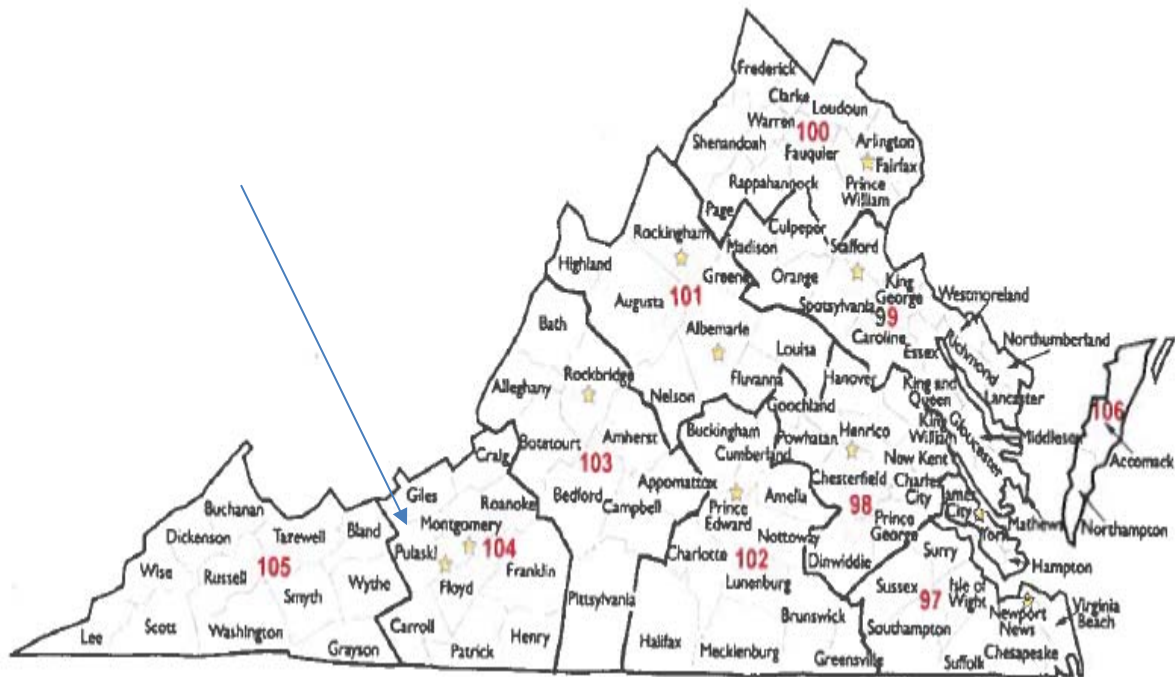 Frederick
Clarke
Loudoun
Warren
100
Shenandoah
Arlington
Fauquier
Fairfax
Rappahannock
Prince
William
Page
Culpepor
Rockingham
Madison
Stafford
Highland
Greene
Orange
King
George
Westmoreland
Augusta
101
Spotsylvania
99
Northumberland
Bath
Albemarle
Caroline
Richmond
Essex
Louisa
Alleghany
Rockbridge
Fluvanna
Hanover
King and
Queen
Lancaster
106
Nelson
Goochland
King
William
Gloucester
Middlesex
Accomack
Botetourt
Amherst
Buckingham
Powhatan
Henrico
Craig
103
Cumberland
Now Kent
Giles
Bedford
Appomattox
Chesterfield
Charles
City
James
City
Roanoke
Campbell
Amelia
98
Mathews
Northampton
Buchanan
Montgomery
Prince
Edward
Prince
George
Dickenson
Tazewell
Bland
Pulaski
104
Nottoway
Surry
Hampton
Wise
Russell
105
Wythe
Floyd
Franklin
Charlotte
102
Dinwiddie
Smyth
Lunenburg
Sussex
97
Isle of
Wight
Newport
News
Virginia
Beach
Lee
Scott
Washington
Carroll
Henry
Pittsylvania
Brunswick
Southampton
Grayson
Patrick
Halifax
Mecklenburg
Greensville
Suffolk
Chesapeake